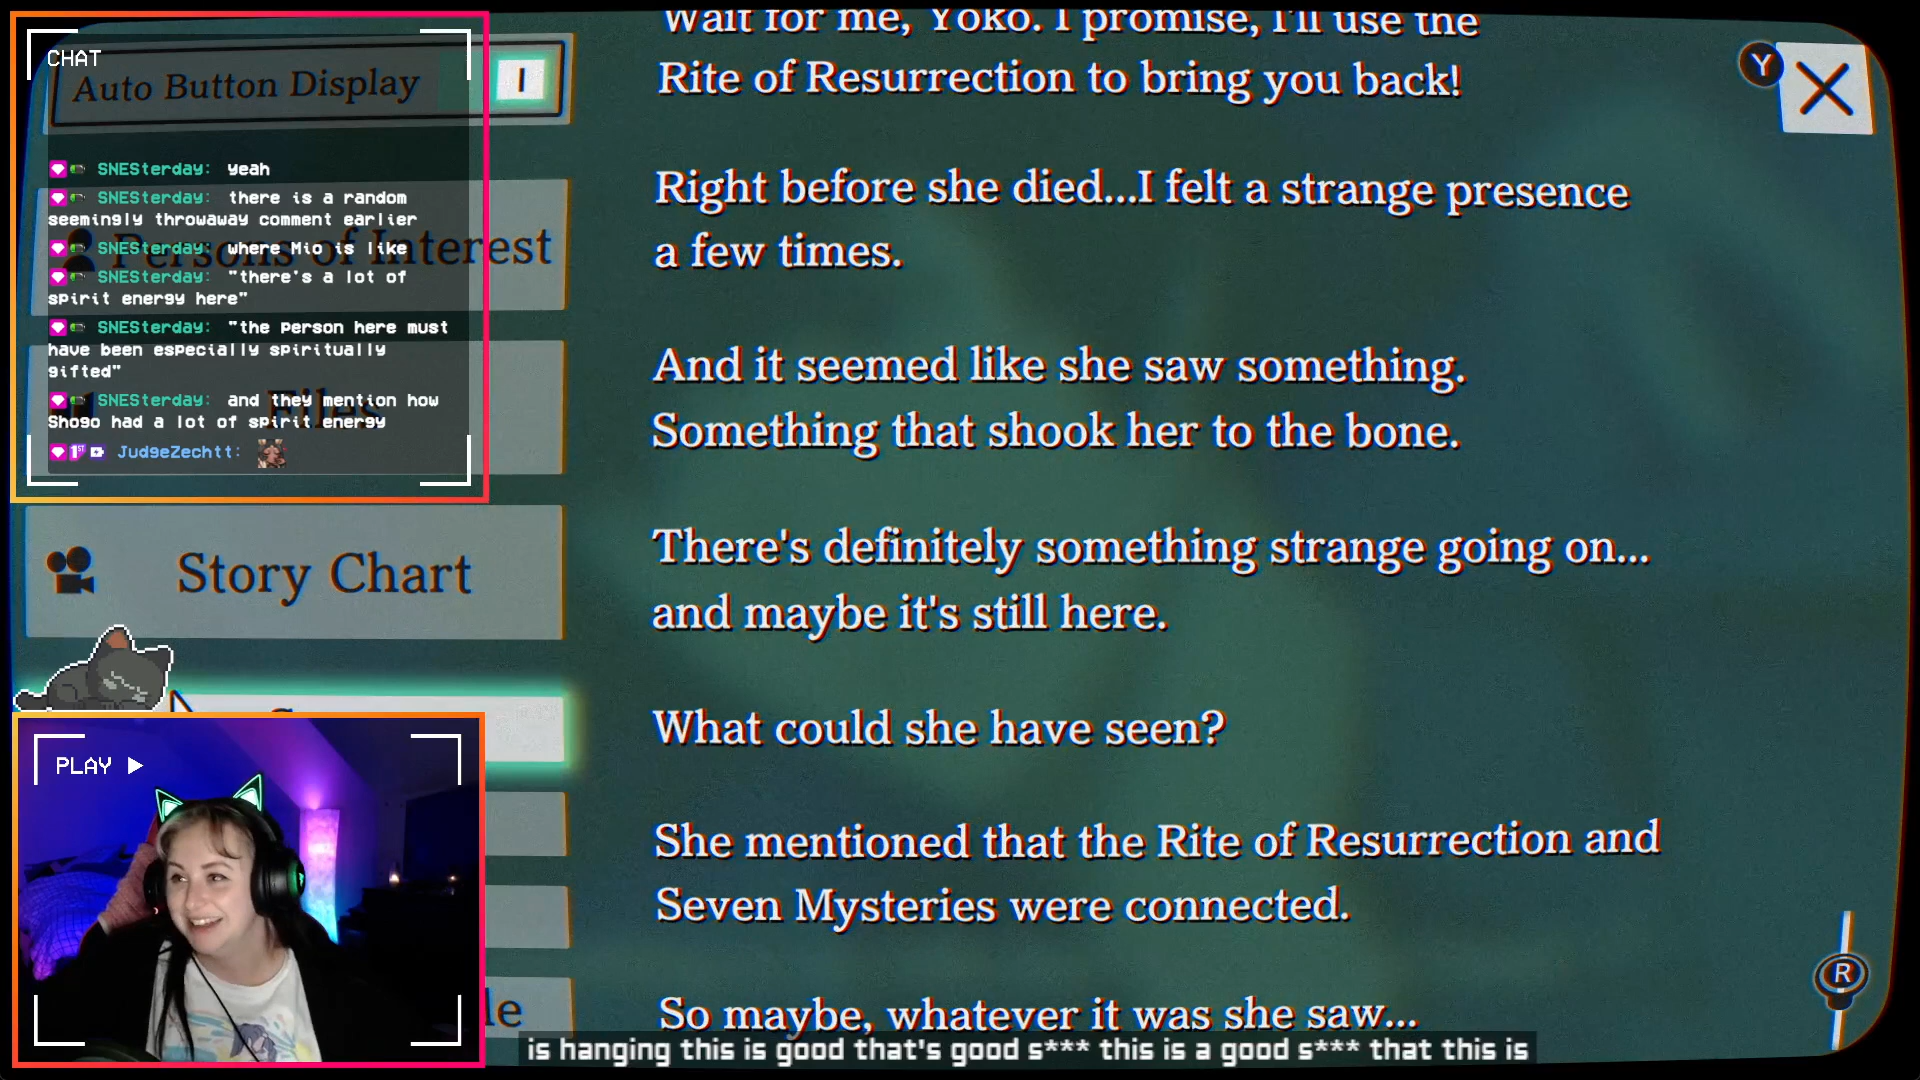 CHAT
Auto Button Display
I
SNESterday: yeah
SNESterday: there is a random
seemingly throwaway comment earlier
SNESterday: where Mio is like
SNESterday: "there's a lot of
spirit energy here"
SNESterday: "the person here must
have been especially spiritually
gifted"
SNESterday: and they mention how
Shogo had a lot of spirit energy
1ST JudgeZechtt:
Persons of Interest
Files
Story Chart
PLAY
le
Wait for me, Yoko. I promise, I'll use the
Rite of Resurrection to bring you back!
Right before she died...I felt a strange presence
a few times.
And it seemed like she saw something.
Something that shook her to the bone.
There's definitely something strange going on...
and maybe it's still here.
What could she have seen?
She mentioned that the Rite of Resurrection and
Seven Mysteries were connected.
So maybe, whatever it was she saw...
Y
R
is hanging this is good that's good s*** this is a good s*** that this is